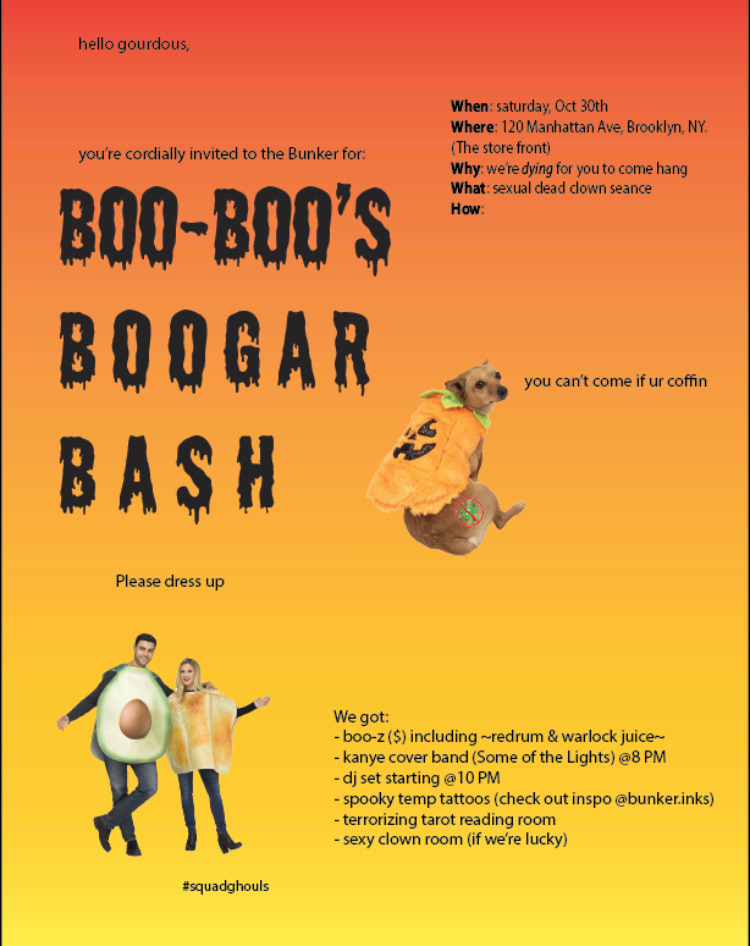 hello gourdous,
When: saturday, Oct 30th
Where: 120 Manhattan Ave, Brooklyn, NY.
(The store front)
Why: we're dying for you to come hang
What: sexual dead clown seance
How:
you're cordially invited to the Bunker for:
BOO-BOO'S
BOOGAR
BASH
you can't come if ur coffin
Please dress up
We got:
- boo-z ($) including ~redrum & warlock juice~
- kanye cover band (Some of the Lights) @8 PM
- dj set starting @10 PM
- spooky temp tattoos (check out inspo @bunker.inks)
- terrorizing tarot reading room
- sexy clown room (if we're lucky)
#squadghouls